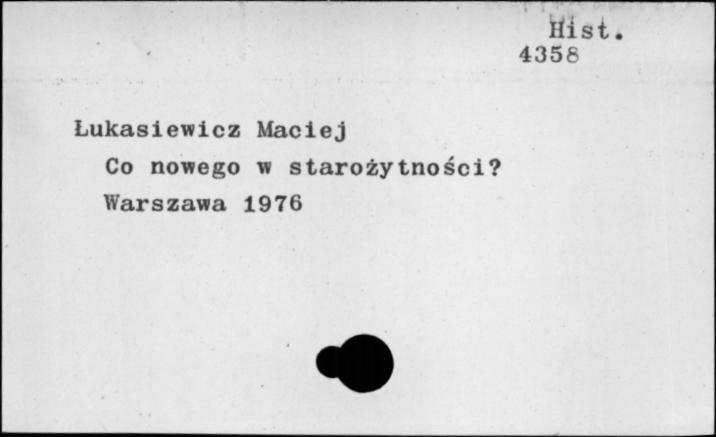 Hist.
4358
Łukasiewicz Maciej
Co nowego w starożytności?
Warszawa 1976